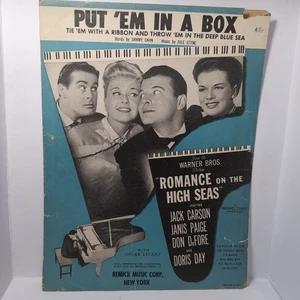 PUT 'EM IN A BOX
TIE 'EM WITH A RIBBON AND THROW 'EM IN THE DEEP BLUE SEA
Words by SAMMY CAHN Music by JULE STYNE
WARNER BROS.
"ROMANCE ON THE
HIGH SEAS"
JACK CARSON
JANIS PAIGE
DON DeFORE
and
DORIS DAY
with
OSCAR LEVANT
REMICK MUSIC CORP.
NEW YORK